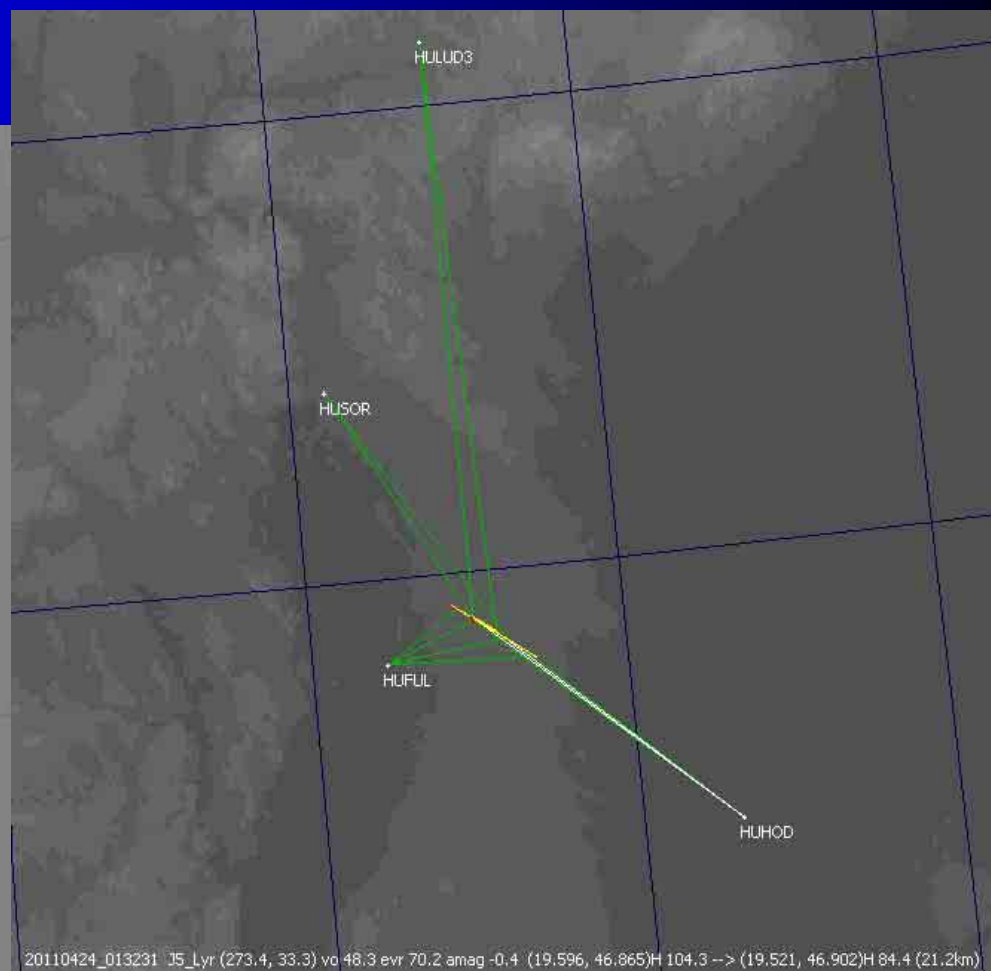 HULUD3
HUSOR
HUFUL
HUHOD
20110424_013231 J5_Lyr (273.4, 33.3) vo 48.3 evr 70.2 amag -0.4 (19.596, 46.865)H 104.3 --> (19.521, 46.902)H 84.4 (21.2km)